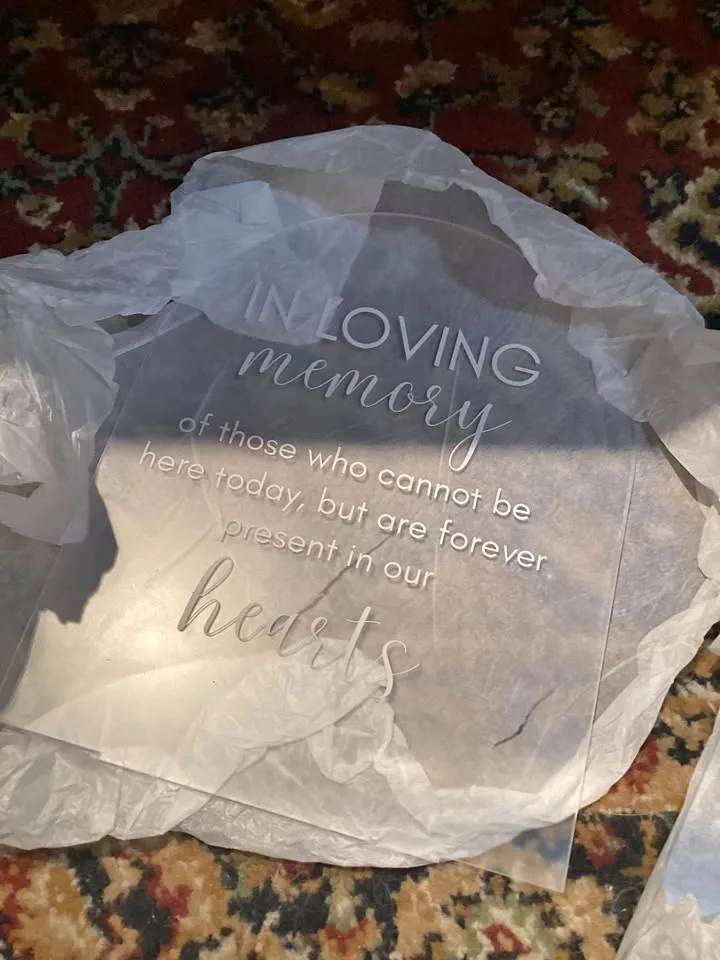 IN LOVING
memory
of those who cannot be
here today, but are forever
present in our
hearts